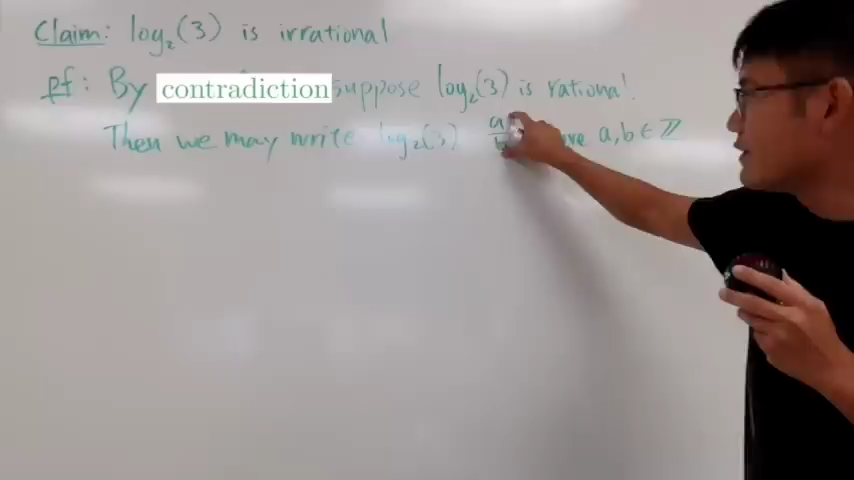 Claim: log₂(3) is irrational
pf: By contradiction suppose log₂(3) is rational.
Then we may write log₂(3) a a, b ∈ ℤ